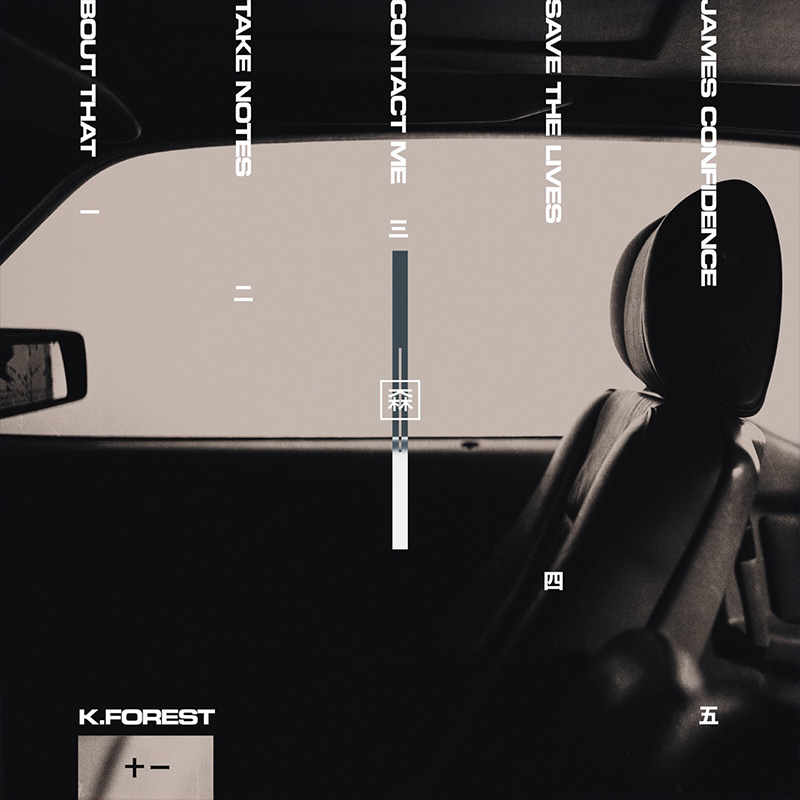 BOUT THAT
一
TAKE NOTES
二
CONTACT ME
三
SAVE THE LIVES
四
JAMES CONFIDENCE
五
森
K.FOREST
十一